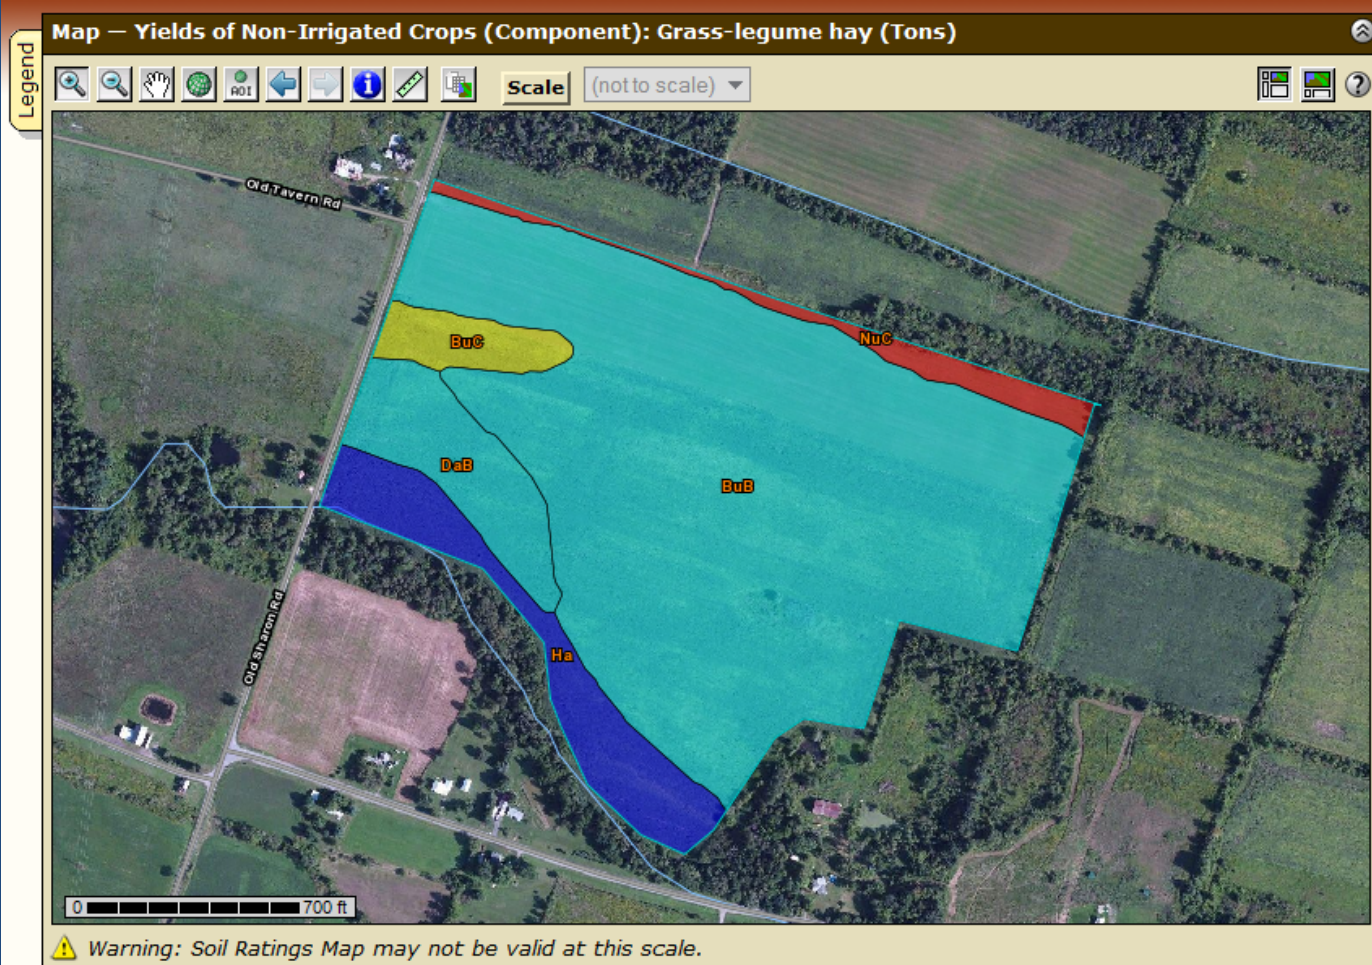 Map — Yields of Non-Irrigated Crops (Component): Grass-legume hay (Tons)
Legend
AOI
i
Scale
(not to scale)
?
Old Tavern Rd
NuC
BuC
DaB
BuB
Old Sharon Rd
Ha
0 700 ft
Warning: Soil Ratings Map may not be valid at this scale.